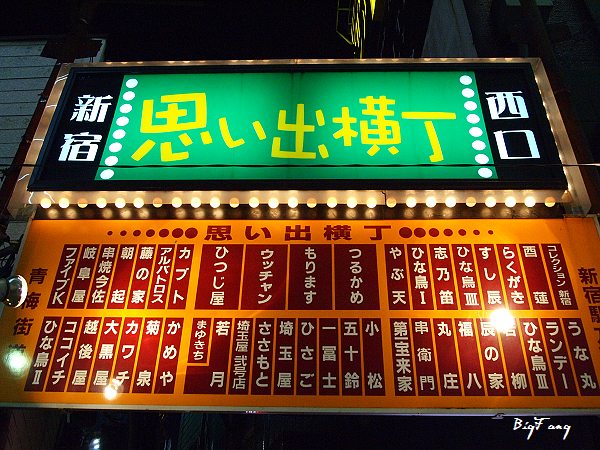 新宿
思い出横丁
西口
思い出横丁
青梅街道
新宿駅
ファイブK
岐阜屋
串焼今佐
朝起
藤の家
アルバトロス
カブト
ひつじ屋
ウッチャン
もります
つるかめ
やぶ天
ひな鳥I
志乃笛
ひな鳥III
すし辰
らくがき
西蓮
コレクション新宿
ひな鳥II
ココイチ
越後屋
大黒屋
カワチ
菊泉
かめや
まゆきち
若月
埼玉屋 弐号店
ささもと
埼玉屋
ひさご
一冨士
五十鈴
小松
第二宝来家
串衛門
丸庄
福八
辰の家
若柳
ひな鳥III
ランデー
うな丸
BigFang